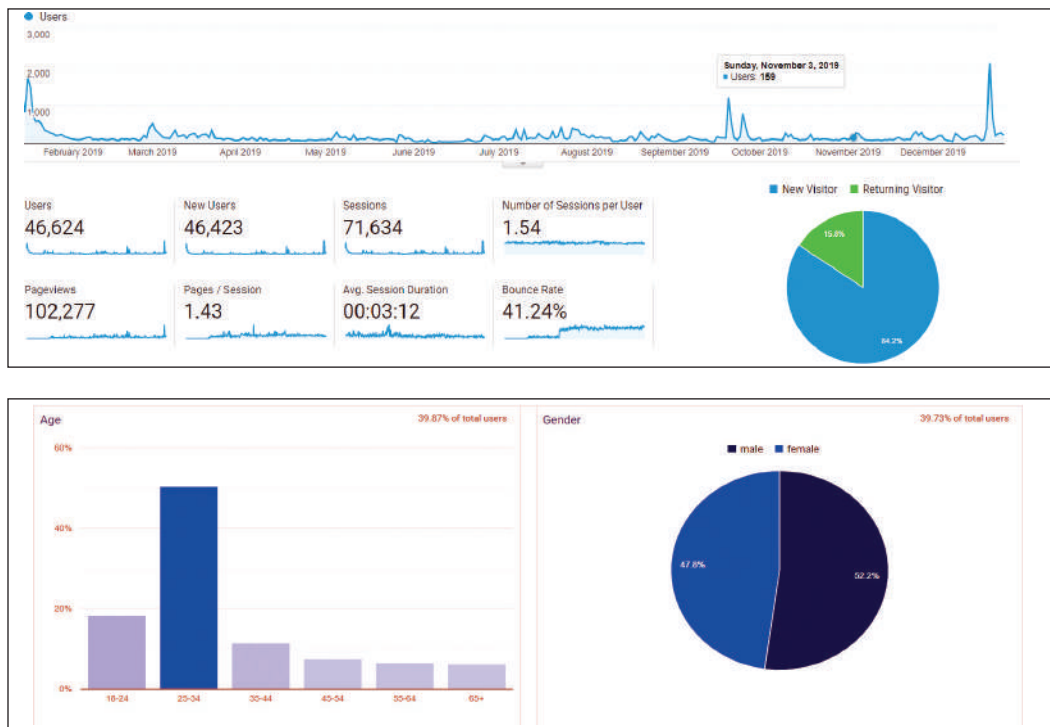 Users
3,000
2,000
1,000
Sunday, November 3, 2019
Users: 159
February 2019 March 2019 April 2019 May 2019 June 2019 July 2019 August 2019 September 2019 October 2019 November 2019 December 2019
New Visitor Returning Visitor
Users New Users Sessions Number of Sessions per User
46,624 46,423 71,634 1.54
Pageviews Pages / Session Avg. Session Duration Bounce Rate
102,277 1.43 00:03:12 41.24%
15.8%
84.2%
Age 39.87% of total users
60%
40%
20%
0%
18-24 25-34 35-44 45-54 55-64 65+
Gender 39.73% of total users
male female
47.8%
52.2%